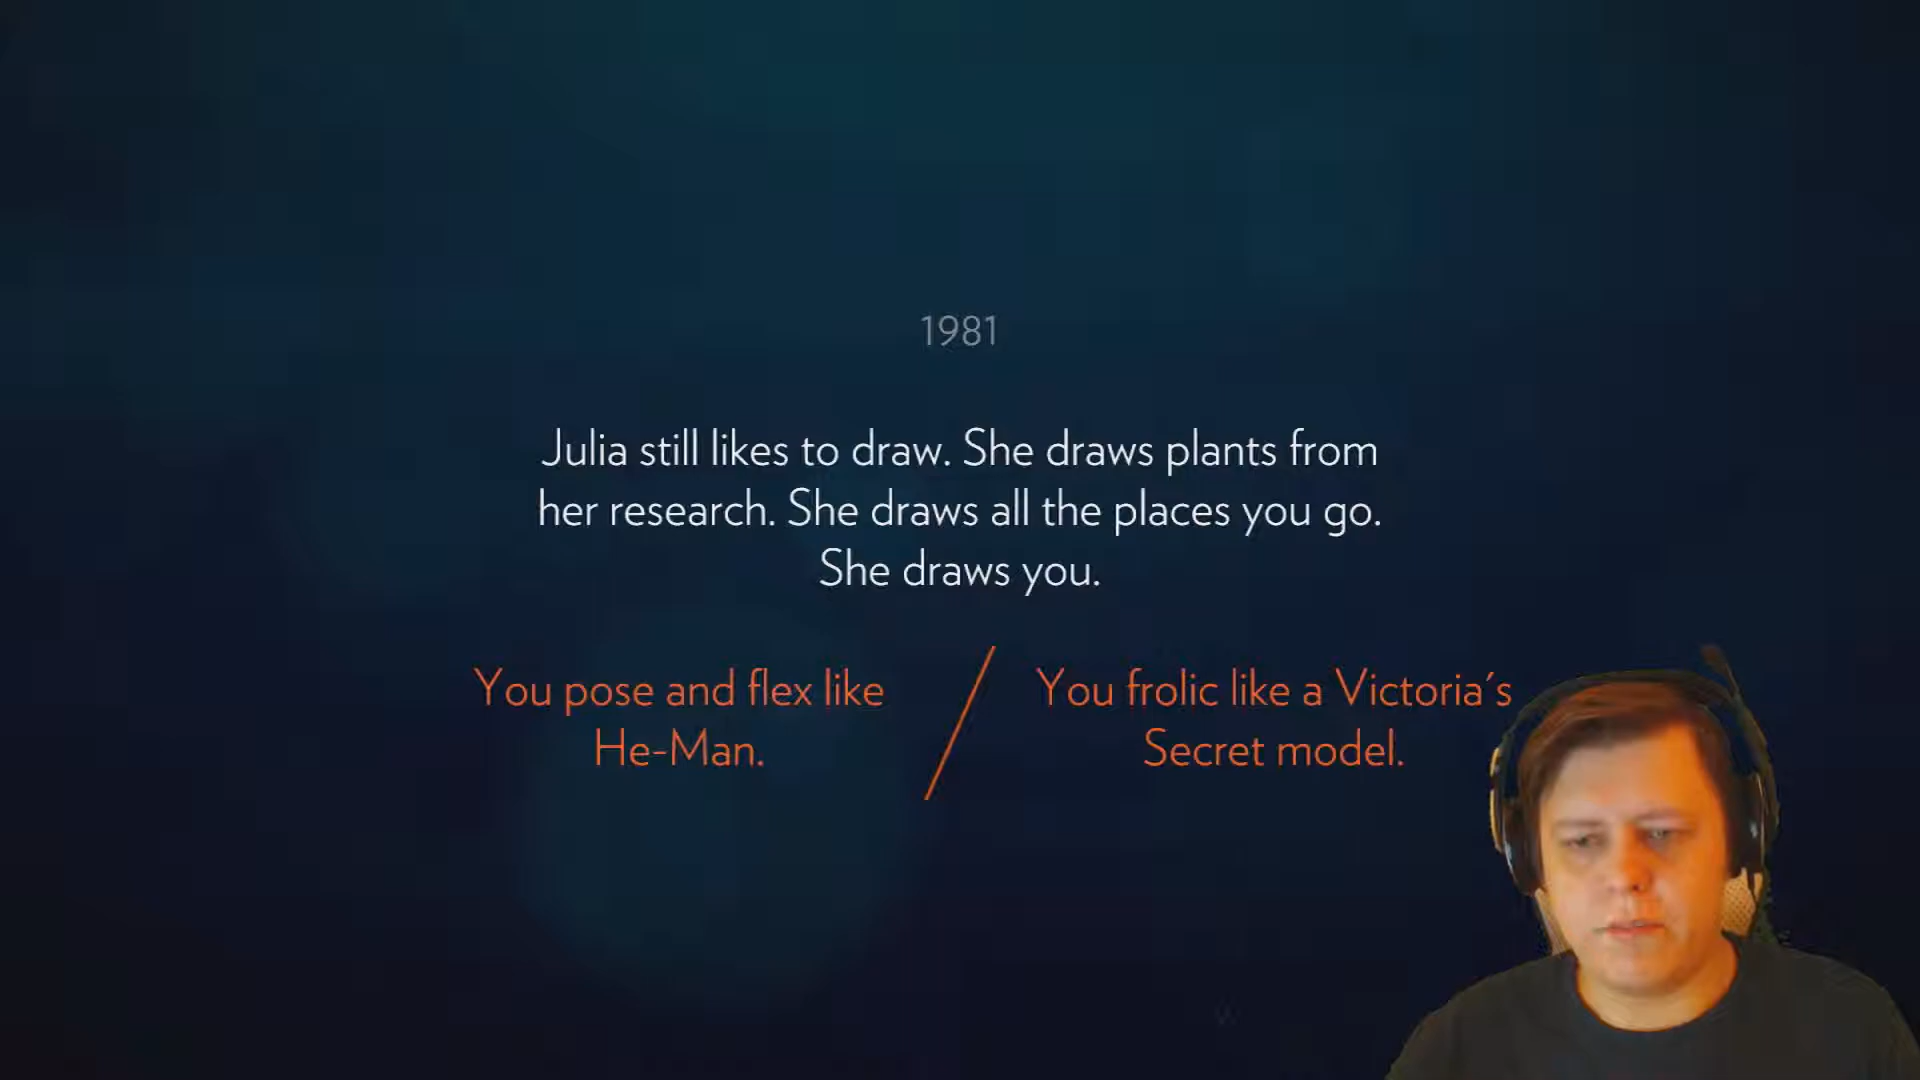 1981
Julia still likes to draw. She draws plants from
her research. She draws all the places you go.
She draws you.
You pose and flex like
He-Man.
You frolic like a Victoria's
Secret model.